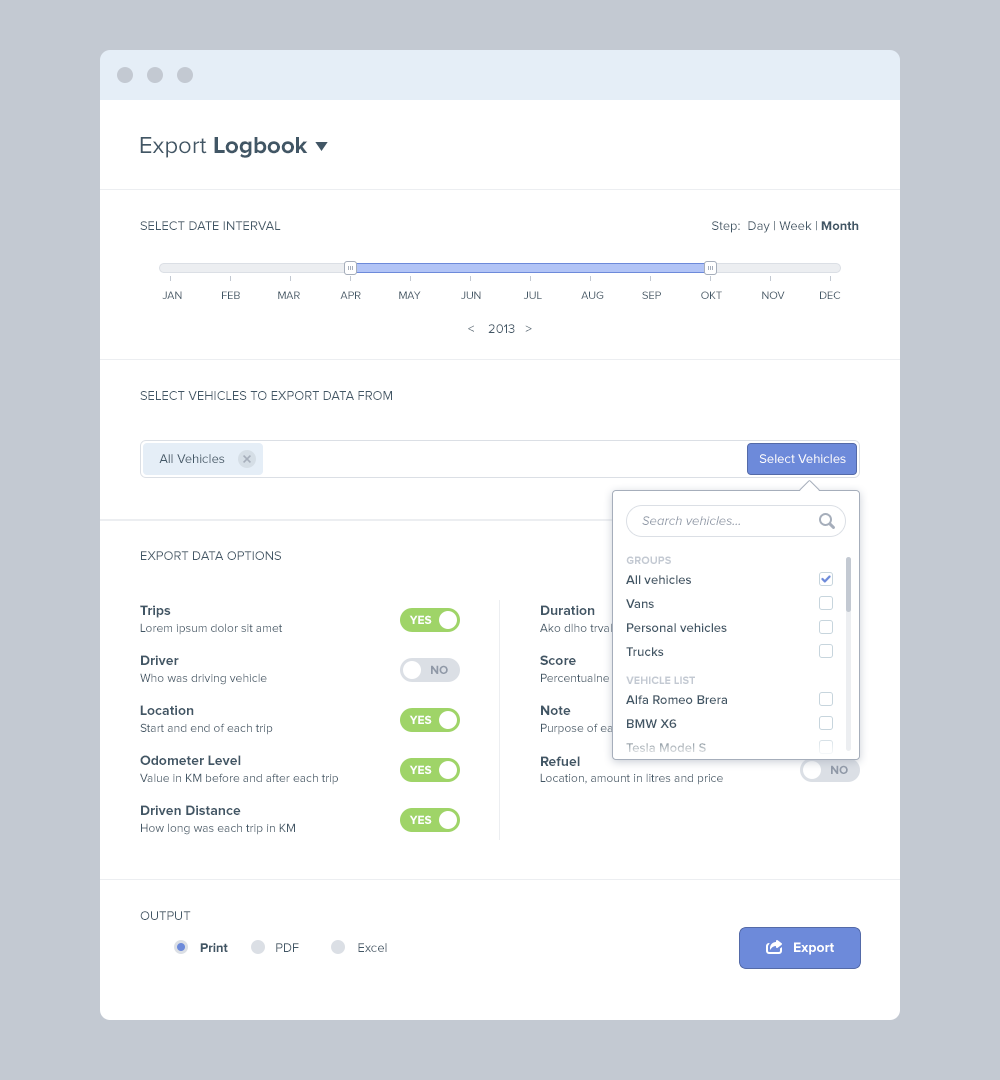 Export Logbook
SELECT DATE INTERVAL
Step: Day | Week | Month
JAN FEB MAR APR MAY JUN JUL AUG SEP OKT NOV DEC
< 2013 >
SELECT VEHICLES TO EXPORT DATA FROM
All Vehicles
Select Vehicles
Search vehicles...
GROUPS
All vehicles
Vans
Personal vehicles
Trucks
VEHICLE LIST
Alfa Romeo Brera
BMW X6
Tesla Model S
EXPORT DATA OPTIONS
Trips
Lorem ipsum dolor sit amet
YES
Driver
Who was driving vehicle
NO
Location
Start and end of each trip
YES
Odometer Level
Value in KM before and after each trip
YES
Driven Distance
How long was each trip in KM
YES
Duration
Ako dlho
Score
Percentualne
Note
Purpose of
Refuel
Location, amount in litres and price
NO
OUTPUT
Print
PDF
Excel
Export